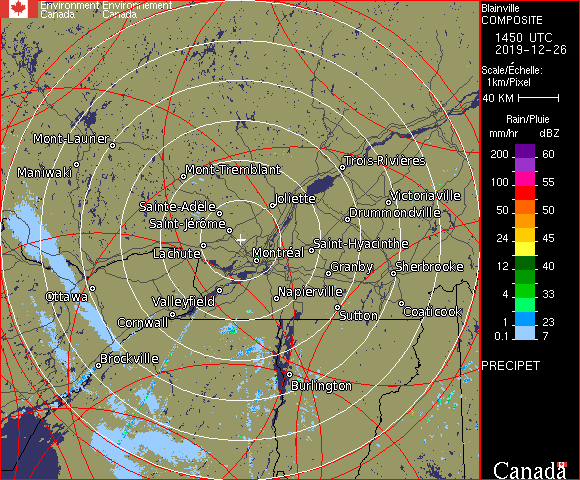 Environment Environnement
Canada Canada
Blainville
COMPOSITE
1450 UTC
2019-12-26
Scale/Échelle:
1km/Pixel
40 KM
Rain/Pluie
mm/hr dBZ
200 60
150 57
100 55
50 50
24 45
12 40
4 33
1 23
0.1 7
PRECIPET
Canada
Mont-Laurier
Maniwaki
Mont-Tremblant
Trois-Rivières
Joliette
Victoriaville
Sainte-Adèle
Drummondville
Saint-Jérôme
Saint-Hyacinthe
Lachute
Montréal
Granby
Sherbrooke
Ottawa
Valleyfield
Napierville
Cornwall
Sutton
Coaticook
Brockville
Burlington